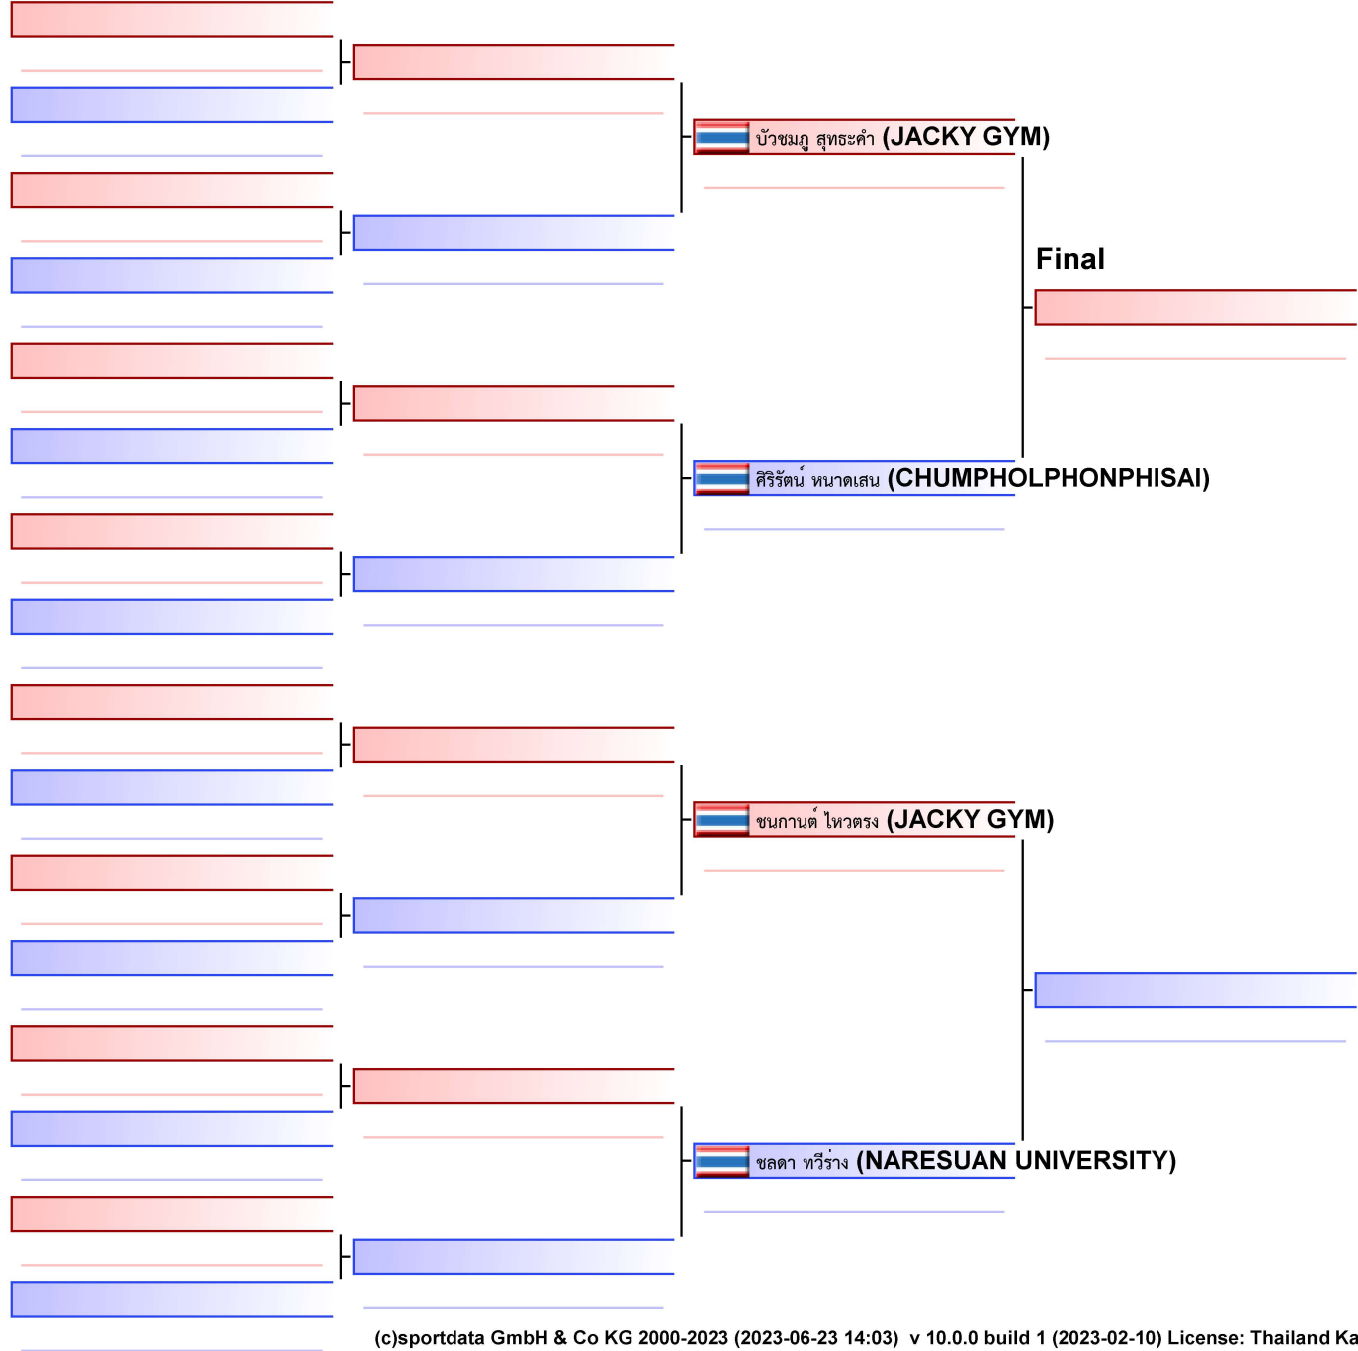 บัวชมภู สุทธะคำ (JACKY GYM)
Final
ศิริรัตน์ หนาดเสน (CHUMPHOLPHONPHISAI)
ชนกานต์ ไหวตรง (JACKY GYM)
ชลดา ทวีร่าง (NARESUAN UNIVERSITY)
(c)sportdata GmbH & Co KG 2000-2023 (2023-06-23 14:03) v 10.0.0 build 1 (2023-02-10) License: Thailand Ka